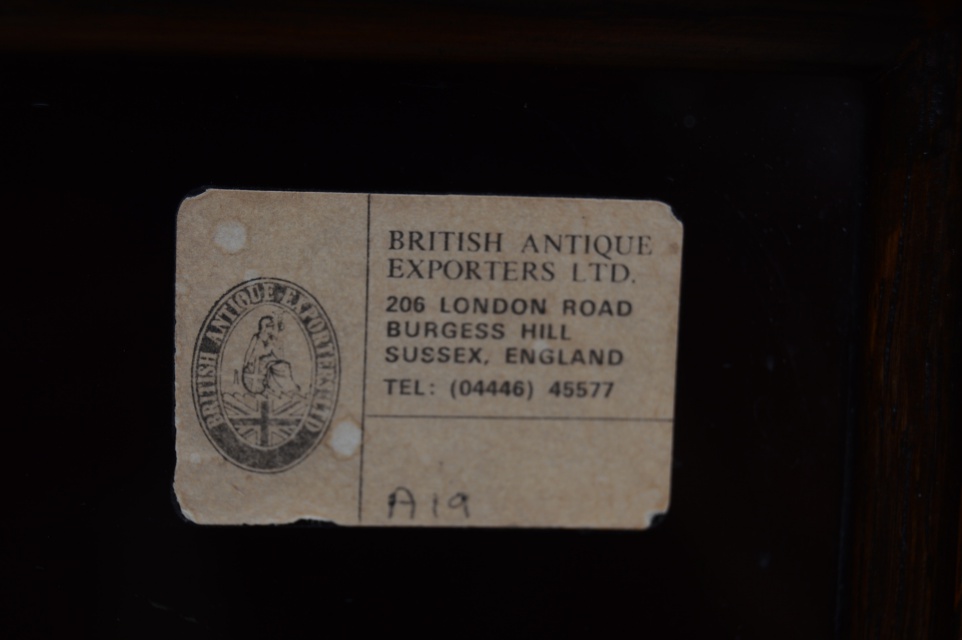 BRITISH ANTIQUE EXPORTERS LTD
BRITISH ANTIQUE
EXPORTERS LTD.
206 LONDON ROAD
BURGESS HILL
SUSSEX, ENGLAND
TEL: (04446) 45577
A19